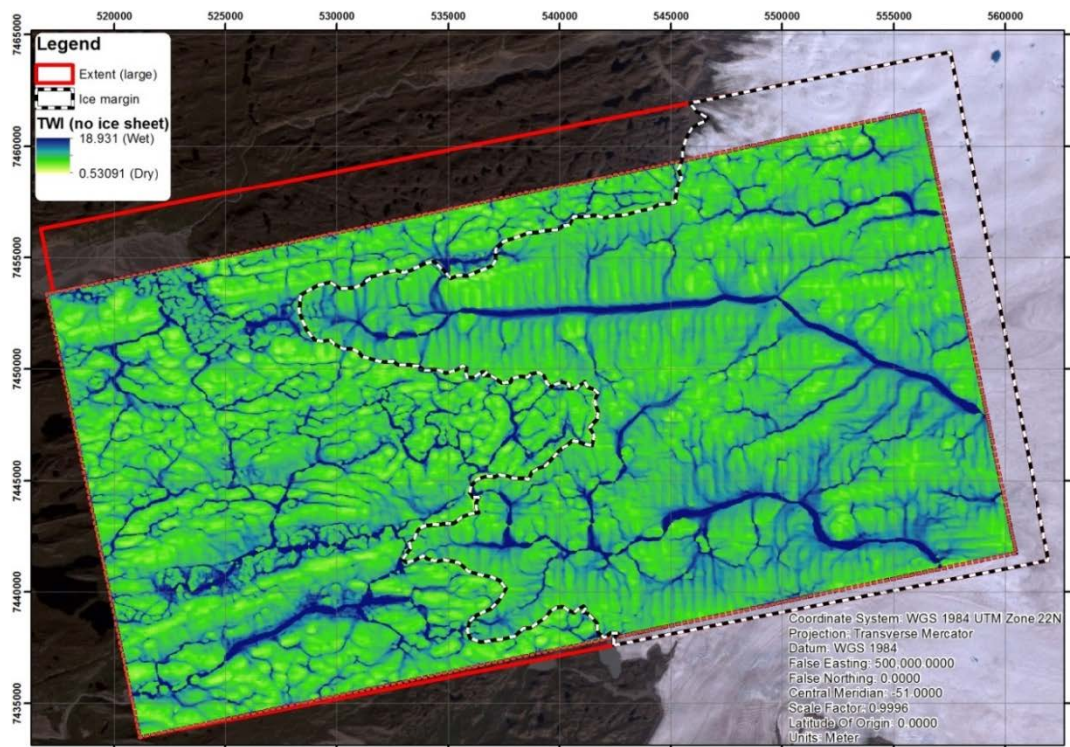 520000 525000 530000 535000 540000 545000 550000 555000 560000
7465000
7460000
7455000
7450000
7445000
7440000
7435000
Legend
Extent (large)
Ice margin
TWI (no ice sheet)
18.931 (Wet)
0.53091 (Dry)
Coordinate System: WGS 1984 UTM Zone 22N
Projection: Transverse Mercator
Datum: WGS 1984
False Easting: 500,000.0000
False Northing: 0.0000
Central Meridian: -51.0000
Scale Factor: 0.9996
Latitude Of Origin: 0.0000
Units: Meter